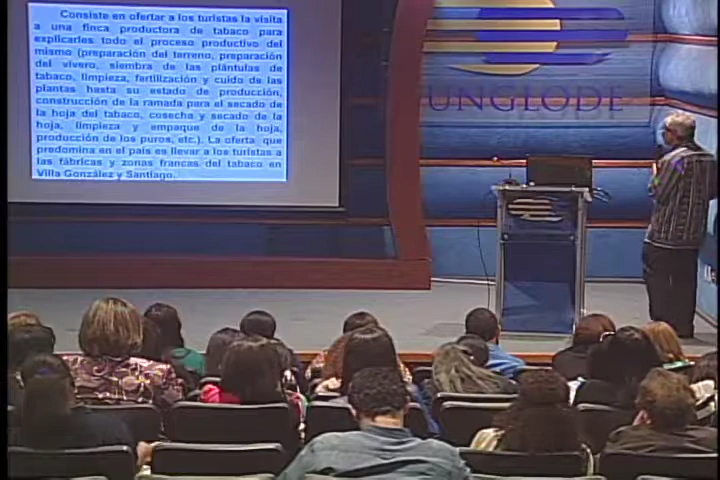 Consiste en ofertar a los turistas la visita
a una finca productora de tabaco para
explicarles todo el proceso productivo del
mismo (preparación del terreno, preparación
del vivero, siembra de las plántulas de
tabaco, limpieza, fertilización y cuido de las
plantas hasta su estado de producción,
construcción de la ramada para el secado de
la hoja del tabaco, cosecha y secado de la
hoja, limpieza y empaque de la hoja,
producción de los puros, etc.). La oferta que
predomina en el país es llevar a los turistas a
las fábricas y zonas francas del tabaco en
Villa González y Santiago.
UNGLODE